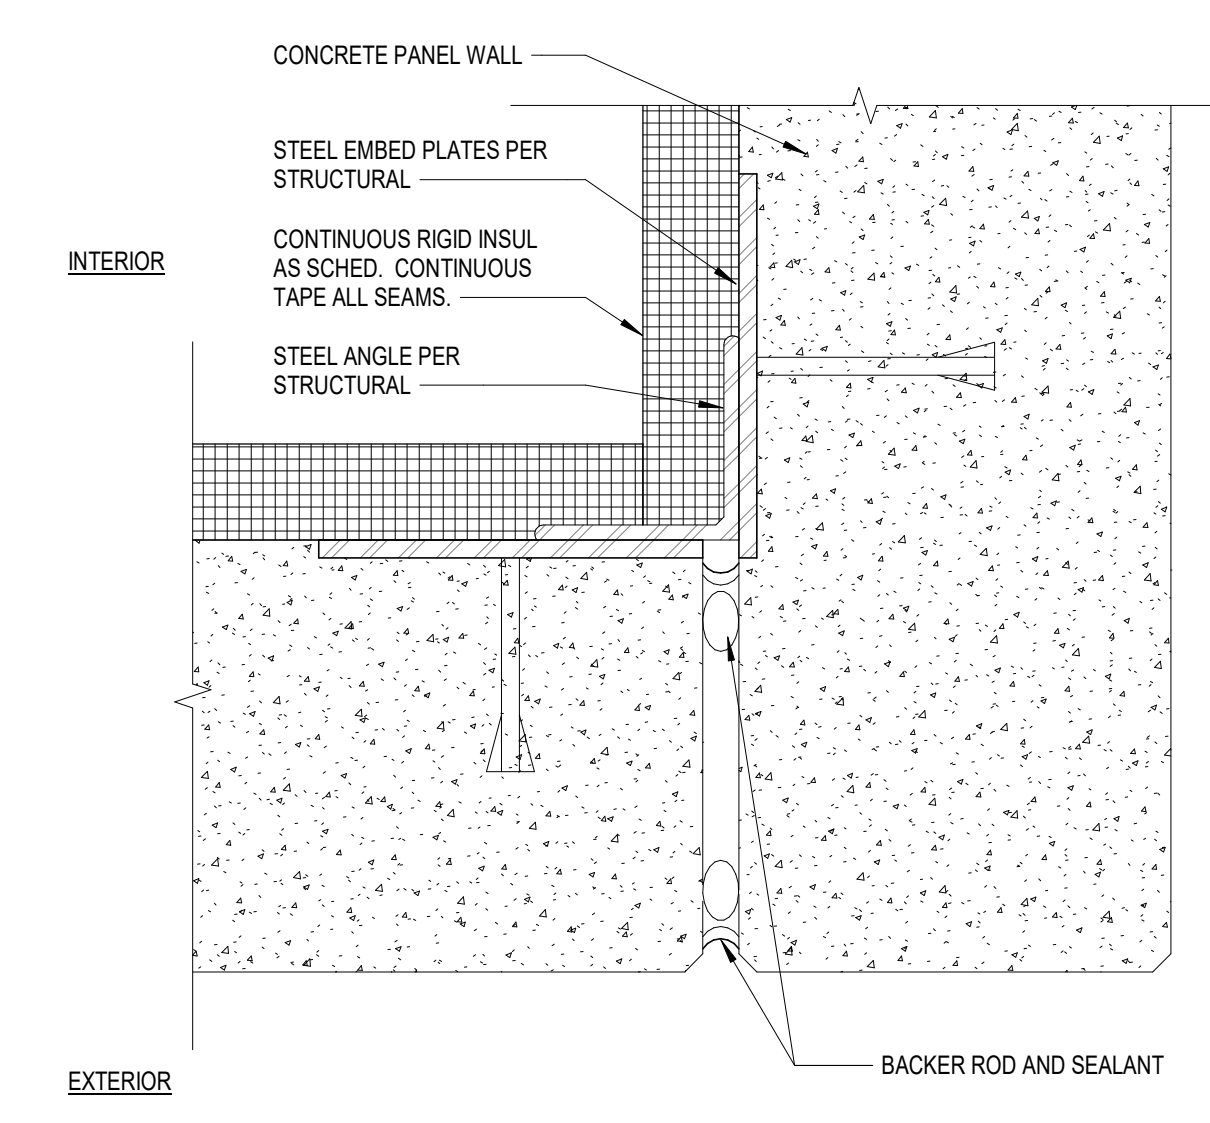 CONCRETE PANEL WALL
STEEL EMBED PLATES PER
STRUCTURAL
CONTINUOUS RIGID INSUL
AS SCHED.  CONTINUOUS
TAPE ALL SEAMS.
INTERIOR
STEEL ANGLE PER
STRUCTURAL
BACKER ROD AND SEALANT
EXTERIOR